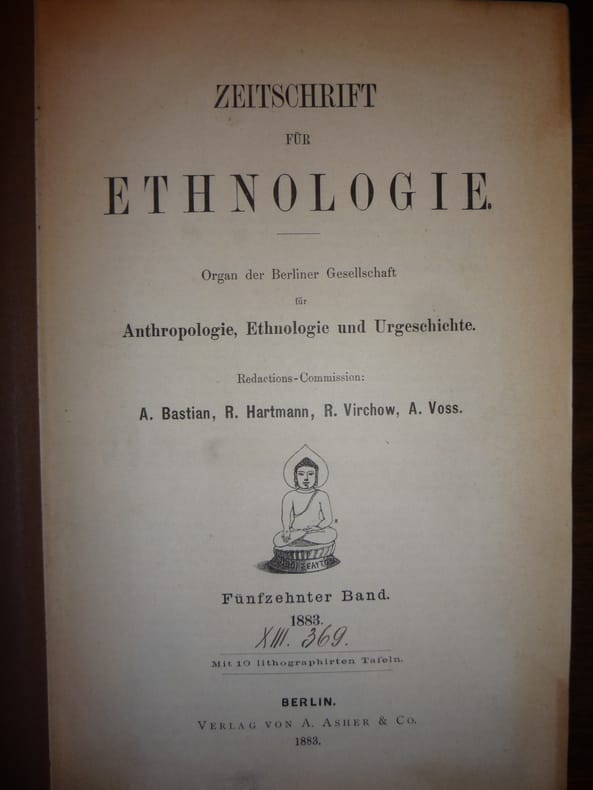 ZEITSCHRIFT
FÜR
ETHNOLOGIE.
Organ der Berliner Gesellschaft
für
Anthropologie, Ethnologie und Urgeschichte.
Redactions-Commission:
A. Bastian, R. Hartmann, R. Virchow, A. Voss.
Fünfzehnter Band.
1883.
XIII. 369.
Mit 10 lithographirten Tafeln.
BERLIN.
VERLAG VON A. ASHER & CO.
1883.